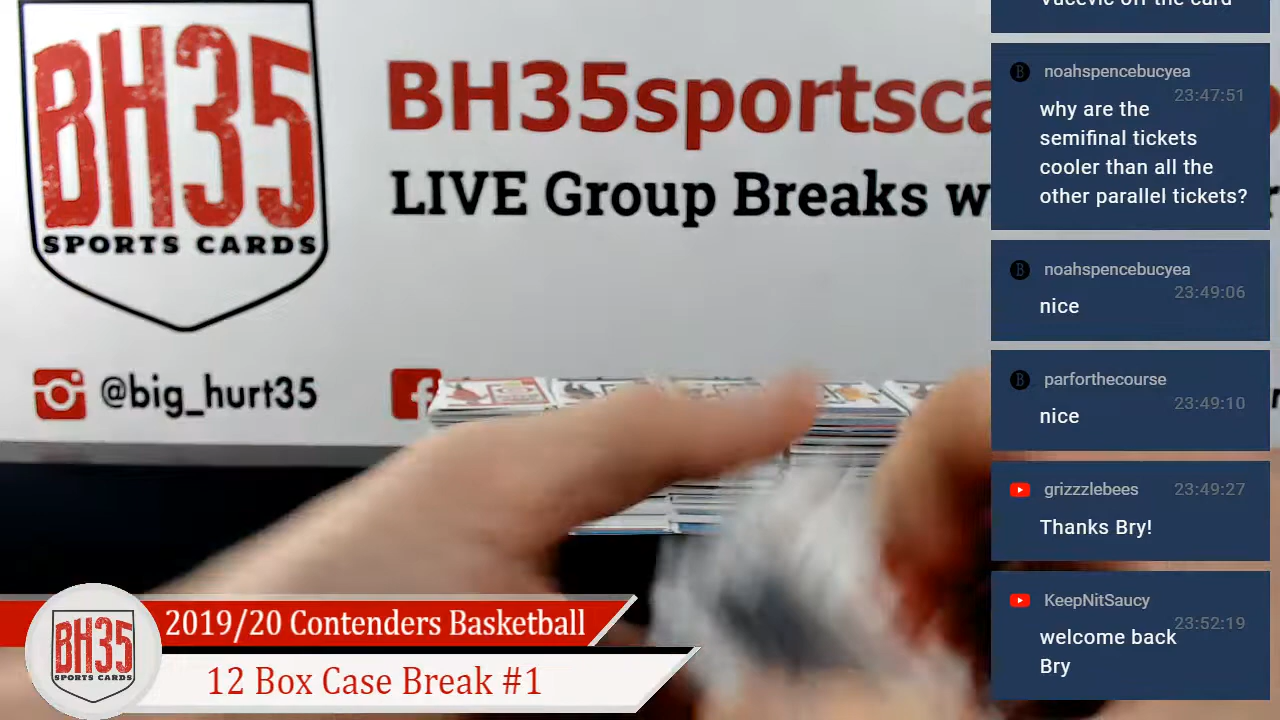 BH35
SPORTS CARDS
BH35sportsca
LIVE Group Breaks w
@big_hurt35
off the card
noahspencebucyea
23:47:51
why are the
semifinal tickets
cooler than all the
other parallel tickets?
noahspencebucyea
23:49:06
nice
parforthecourse
23:49:10
nice
grizzzlebees
23:49:27
Thanks Bry!
KeepNitSaucy
23:52:19
welcome back
Bry
BH35
SPORTS CARDS
2019/20 Contenders Basketball
12 Box Case Break #1